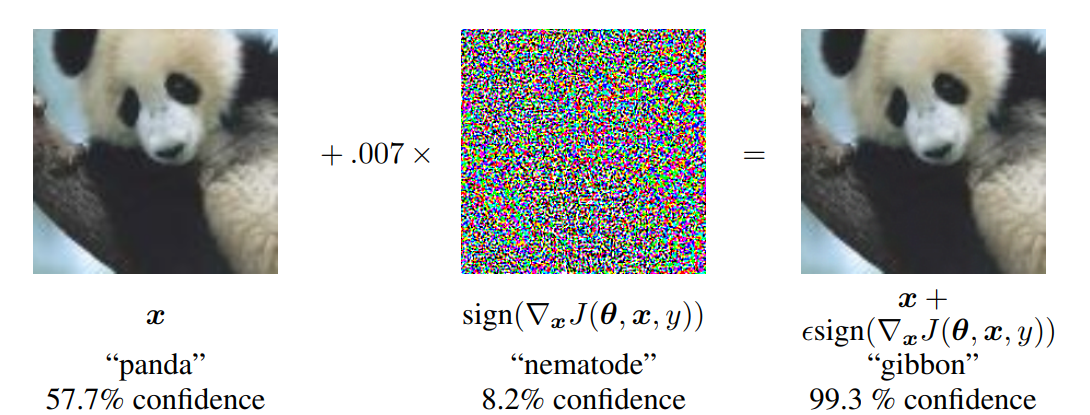 + .007 ×
=
x
sign(∇ₓJ(θ, x, y))
x +
ϵsign(∇ₓJ(θ, x, y))
“panda”
“nematode”
“gibbon”
57.7% confidence
8.2% confidence
99.3 % confidence